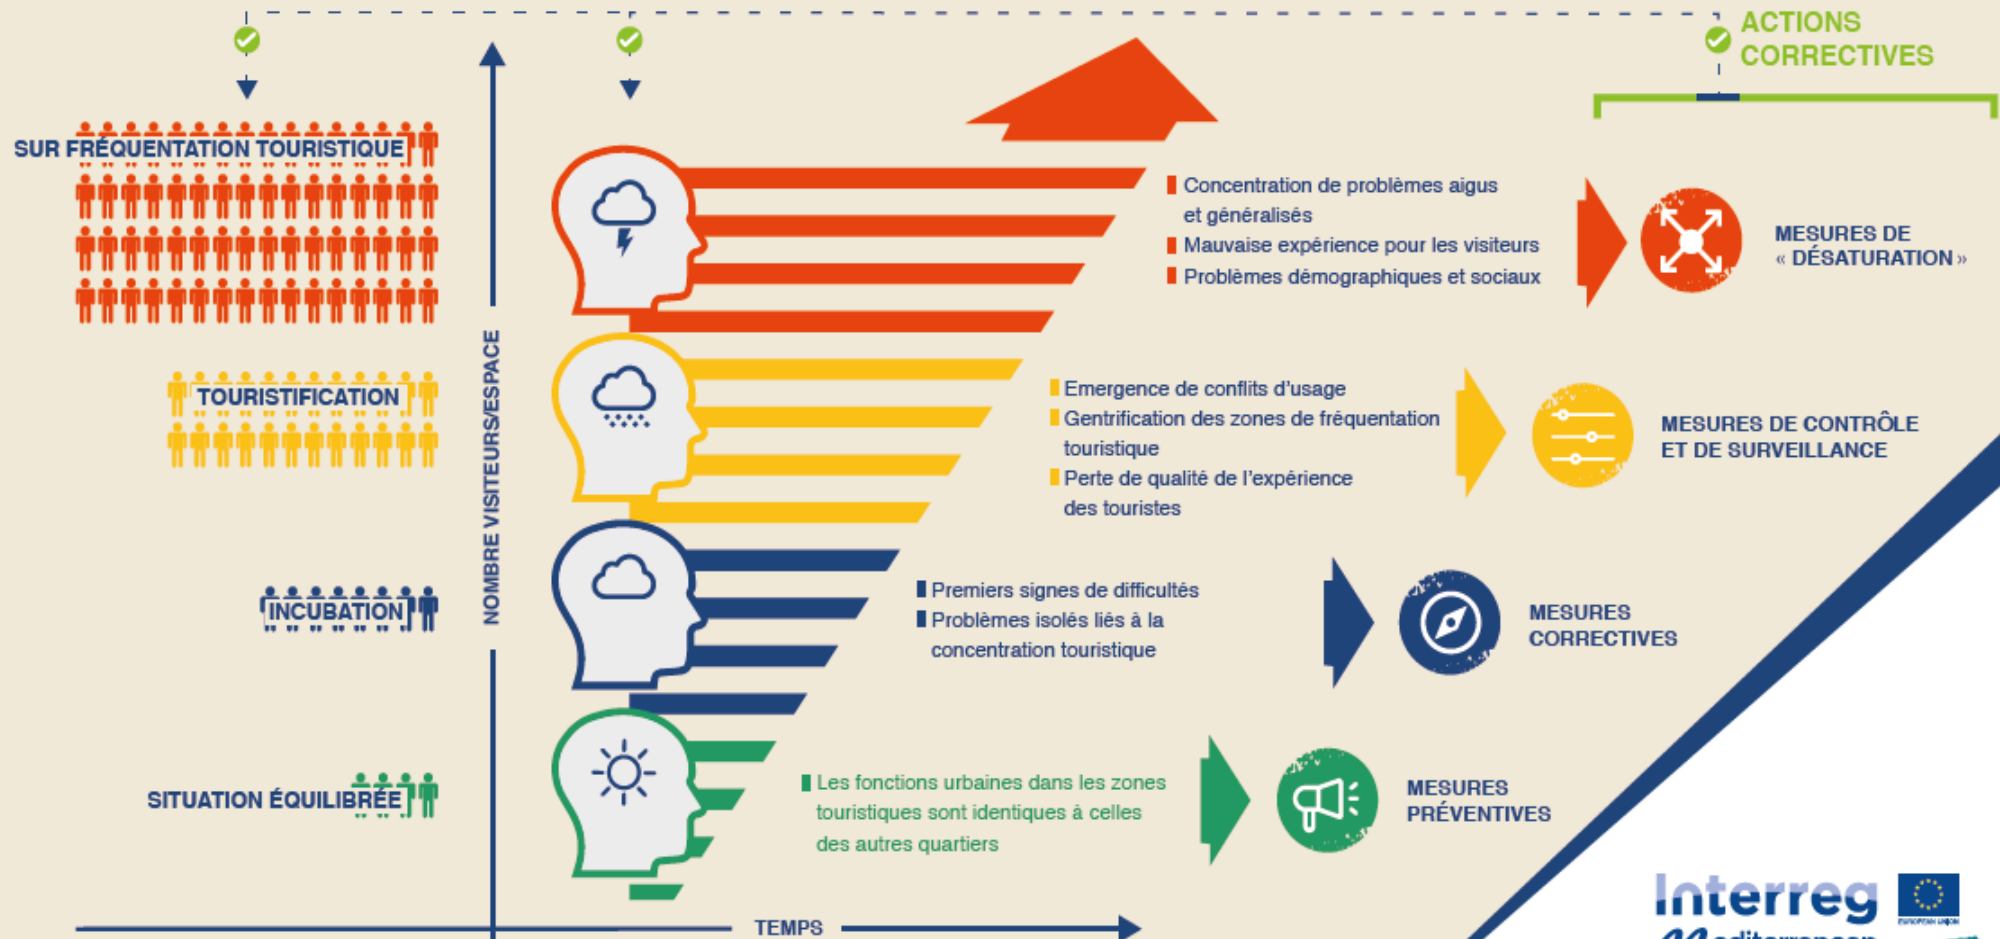 ACTIONS
CORRECTIVES
SUR FRÉQUENTATION TOURISTIQUE
Concentration de problèmes aigus
et généralisés
Mauvaise expérience pour les visiteurs
Problèmes démographiques et sociaux
MESURES DE
« DÉSATURATION »
NOMBRE VISITEURS/ESPACE
TOURISTIFICATION
Emergence de conflits d'usage
Gentrification des zones de fréquentation
touristique
Perte de qualité de l'expérience
des touristes
MESURES DE CONTRÔLE
ET DE SURVEILLANCE
INCUBATION
Premiers signes de difficultés
Problèmes isolés liés à la
concentration touristique
MESURES
CORRECTIVES
SITUATION ÉQUILIBRÉE
Les fonctions urbaines dans les zones
touristiques sont identiques à celles
des autres quartiers
MESURES
PRÉVENTIVES
TEMPS
Interreg
EUROPEAN UNION
Mediterranean